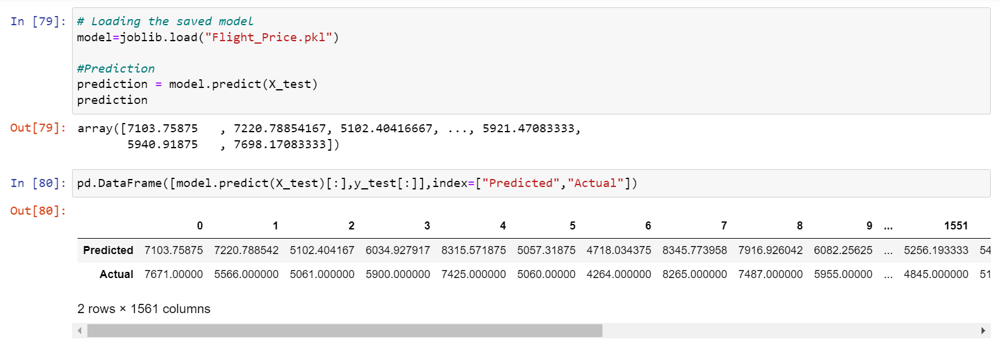 In [79]: # Loading the saved model
model=joblib.load("Flight_Price.pkl")
#Prediction
prediction = model.predict(X_test)
prediction
Out[79]: array([7103.75875   , 7220.78854167, 5102.40416667, ..., 5921.47083333,
5940.91875   , 7698.17083333])
In [80]: pd.DataFrame([model.predict(X_test)[:],y_test[:]],index=["Predicted","Actual"])
Out[80]:
0 1 2 3 4 5 6 7 8 9 ... 1551
Predicted 7103.75875 7220.788542 5102.404167 6034.927917 8315.571875 5057.31875 4718.034375 8345.773958 7916.926042 6082.25625 ... 5256.193333 54
Actual 7671.00000 5566.000000 5061.000000 5900.000000 7425.000000 5060.00000 4264.000000 8265.000000 7487.000000 5955.00000 ... 4845.000000 51
2 rows × 1561 columns